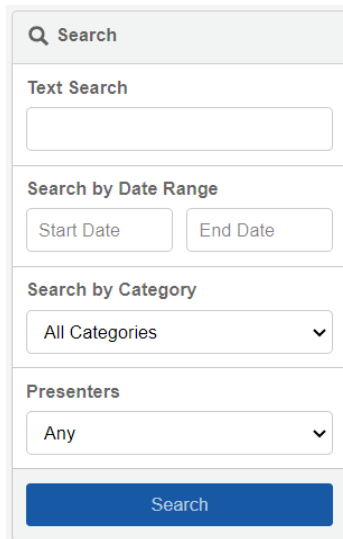 Search
Text Search
Search by Date Range
Start Date End Date
Search by Category
All Categories
Presenters
Any
Search